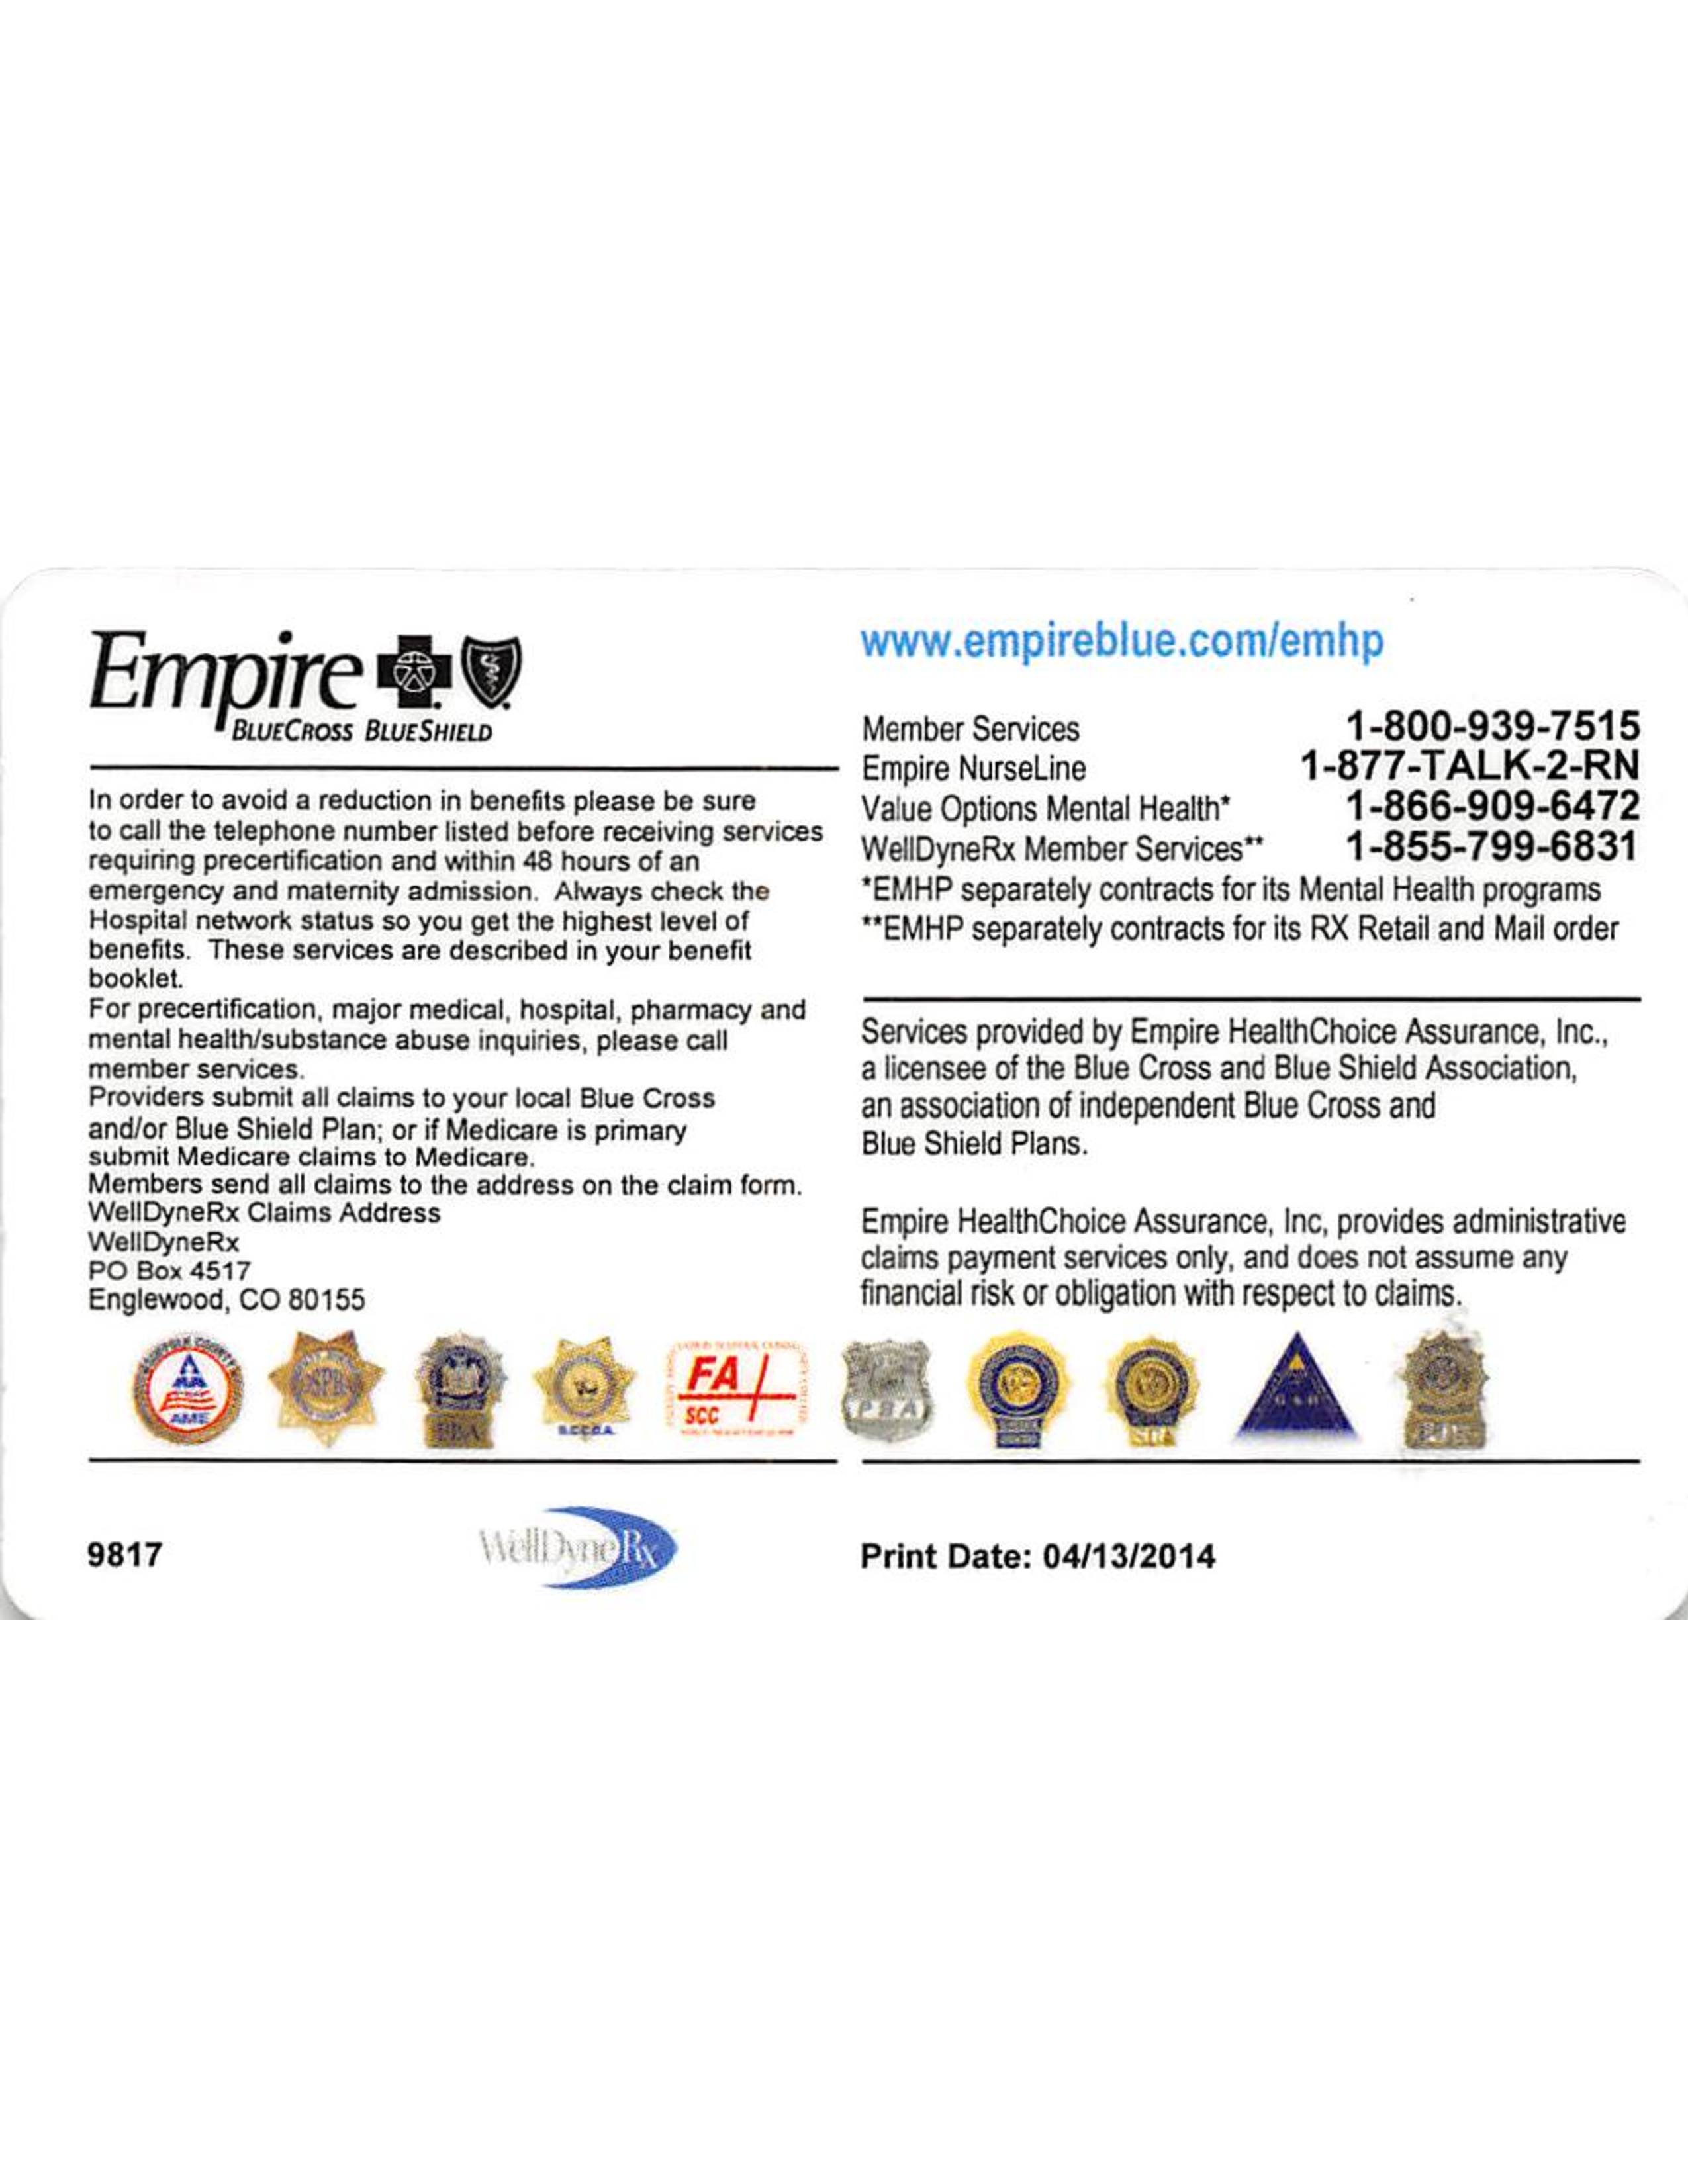 Empire
BLUECROSS BLUESHIELD
In order to avoid a reduction in benefits please be sure
to call the telephone number listed before receiving services
requiring precertification and within 48 hours of an
emergency and maternity admission. Always check the
Hospital network status so you get the highest level of
benefits. These services are described in your benefit
booklet.
For precertification, major medical, hospital, pharmacy and
mental health/substance abuse inquiries, please call
member services.
Providers submit all claims to your local Blue Cross
and/or Blue Shield Plan; or if Medicare is primary
submit Medicare claims to Medicare.
Members send all claims to the address on the claim form.
WellDyneRx Claims Address
WellDyneRx
PO Box 4517
Englewood, CO 80155
www.empireblue.com/emhp
Member Services 1-800-939-7515
Empire NurseLine 1-877-TALK-2-RN
Value Options Mental Health* 1-866-909-6472
WellDyneRx Member Services** 1-855-799-6831
*EMHP separately contracts for its Mental Health programs
**EMHP separately contracts for its RX Retail and Mail order
Services provided by Empire HealthChoice Assurance, Inc.,
a licensee of the Blue Cross and Blue Shield Association,
an association of independent Blue Cross and
Blue Shield Plans.
Empire HealthChoice Assurance, Inc, provides administrative
claims payment services only, and does not assume any
financial risk or obligation with respect to claims.
AME
FA
SCC
PBA
9817
WellDyneRx
Print Date: 04/13/2014